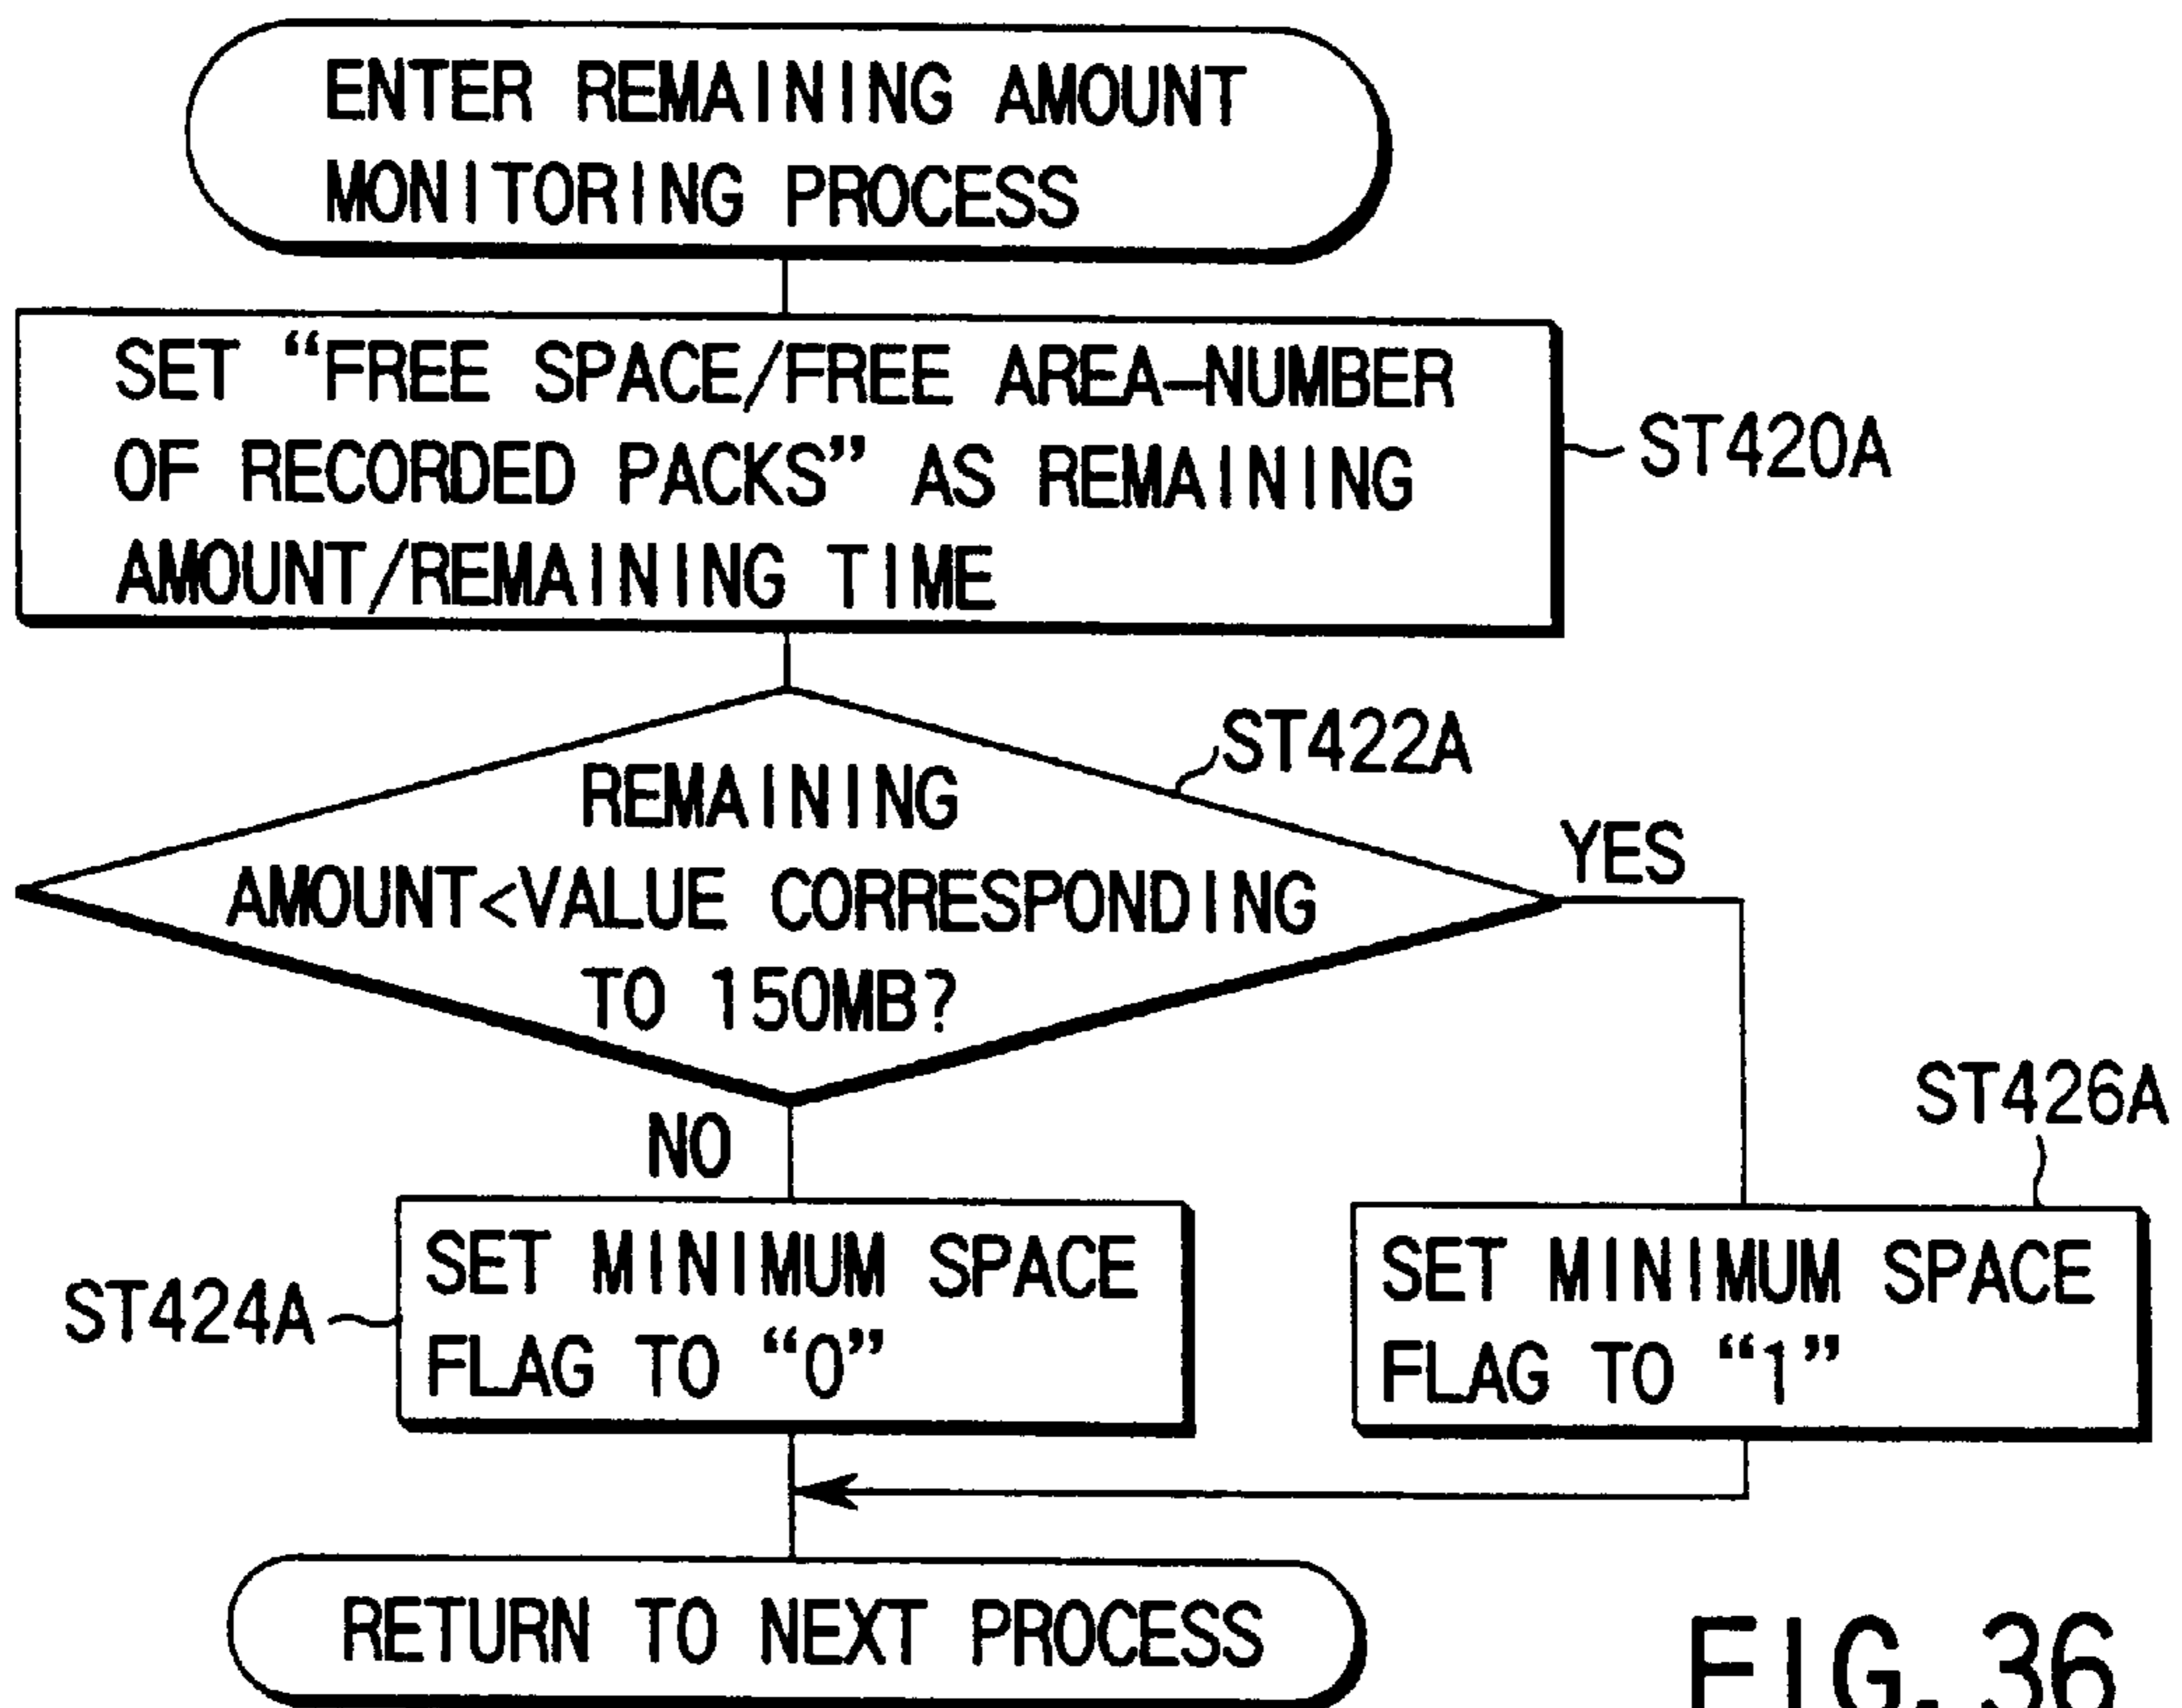 ENTER REMAINING AMOUNT
MONITORING PROCESS
SET “FREE SPACE/FREE AREA–NUMBER
OF RECORDED PACKS” AS REMAINING
AMOUNT/REMAINING TIME
ST420A
ST422A
REMAINING
AMOUNT<VALUE CORRESPONDING
TO 150MB?
YES
NO
ST426A
SET MINIMUM SPACE
FLAG TO “0”
ST424A
SET MINIMUM SPACE
FLAG TO “1”
RETURN TO NEXT PROCESS
FIG. 36